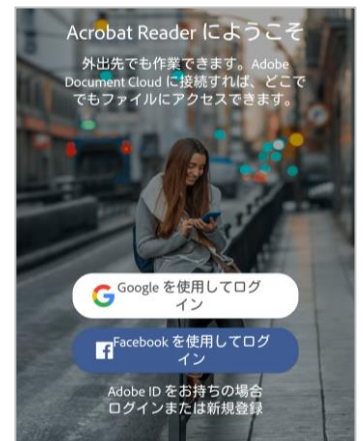 Acrobat Reader にようこそ
外出先でも作業できます。Adobe
Document Cloud に接続すれば、どこで
でもファイルにアクセスできます。
Google を使用してログ
イン
Facebook を使用してログ
イン
Adobe ID をお持ちの場合
ログインまたは新規登録